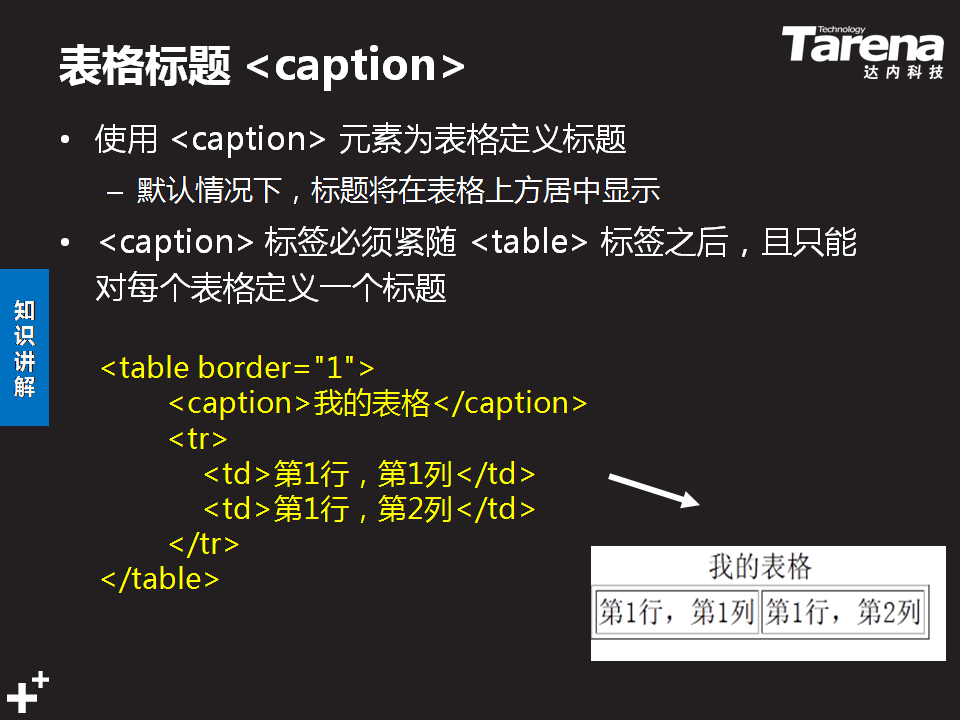 表格标题 <caption>
Technology
Tarena
达内科技
• 使用 <caption> 元素为表格定义标题
– 默认情况下，标题将在表格上方居中显示
• <caption> 标签必须紧随 <table> 标签之后，且只能
对每个表格定义一个标题
知识讲解
<table border="1">
<caption>我的表格</caption>
<tr>
<td>第1行，第1列</td>
<td>第1行，第2列</td>
</tr>
</table>
我的表格
第1行，第1列 第1行，第2列